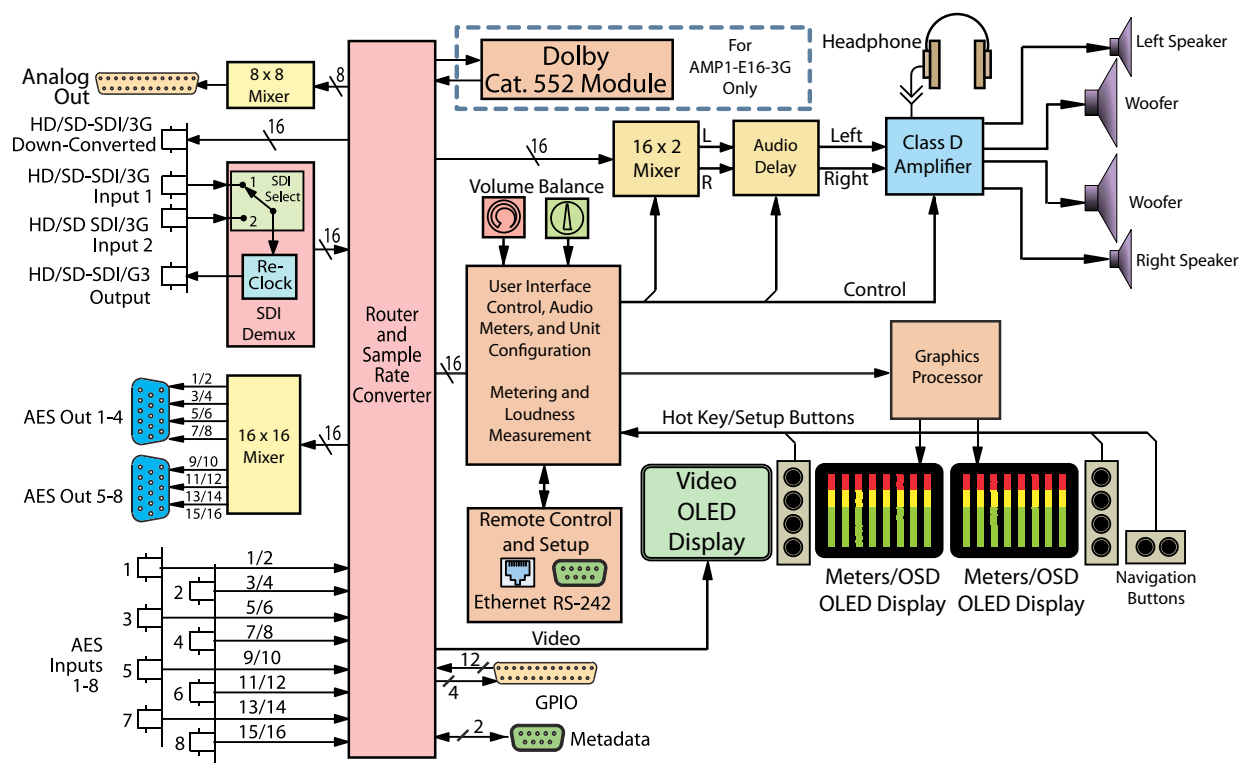 Analog
Out
8 x 8
Mixer
8
Dolby
Cat. 552 Module
For
AMP1-E16-3G
Only
Headphone
Left Speaker
Woofer
Woofer
Right Speaker
HD/SD-SDI/3G
Down-Converted
16
HD/SD-SDI/3G
Input 1
HD/SD SDI/3G
Input 2
HD/SD-SDI/G3
Output
1
SDI
Select
2
Re-
Clock
SDI
Demux
16
Router
and
Sample
Rate
Converter
16
16 x 2
Mixer
L
R
Audio
Delay
Left
Right
Class D
Amplifier
Volume
Balance
User Interface
Control, Audio
Meters, and Unit
Configuration
Metering and
Loudness
Measurement
16
Control
Graphics
Processor
Hot Key/Setup Buttons
AES Out 1-4
1/2
3/4
5/6
7/8
16 x 16
Mixer
16
AES Out 5-8
9/10
11/12
13/14
15/16
Remote Control
and Setup
Ethernet
RS-242
Video
OLED
Display
Meters/OSD
OLED Display
Meters/OSD
OLED Display
Navigation
Buttons
AES
Inputs
1-8
1
1/2
2
3/4
3
5/6
4
7/8
5
9/10
6
11/12
7
13/14
8
15/16
Video
12
4
GPIO
2
Metadata